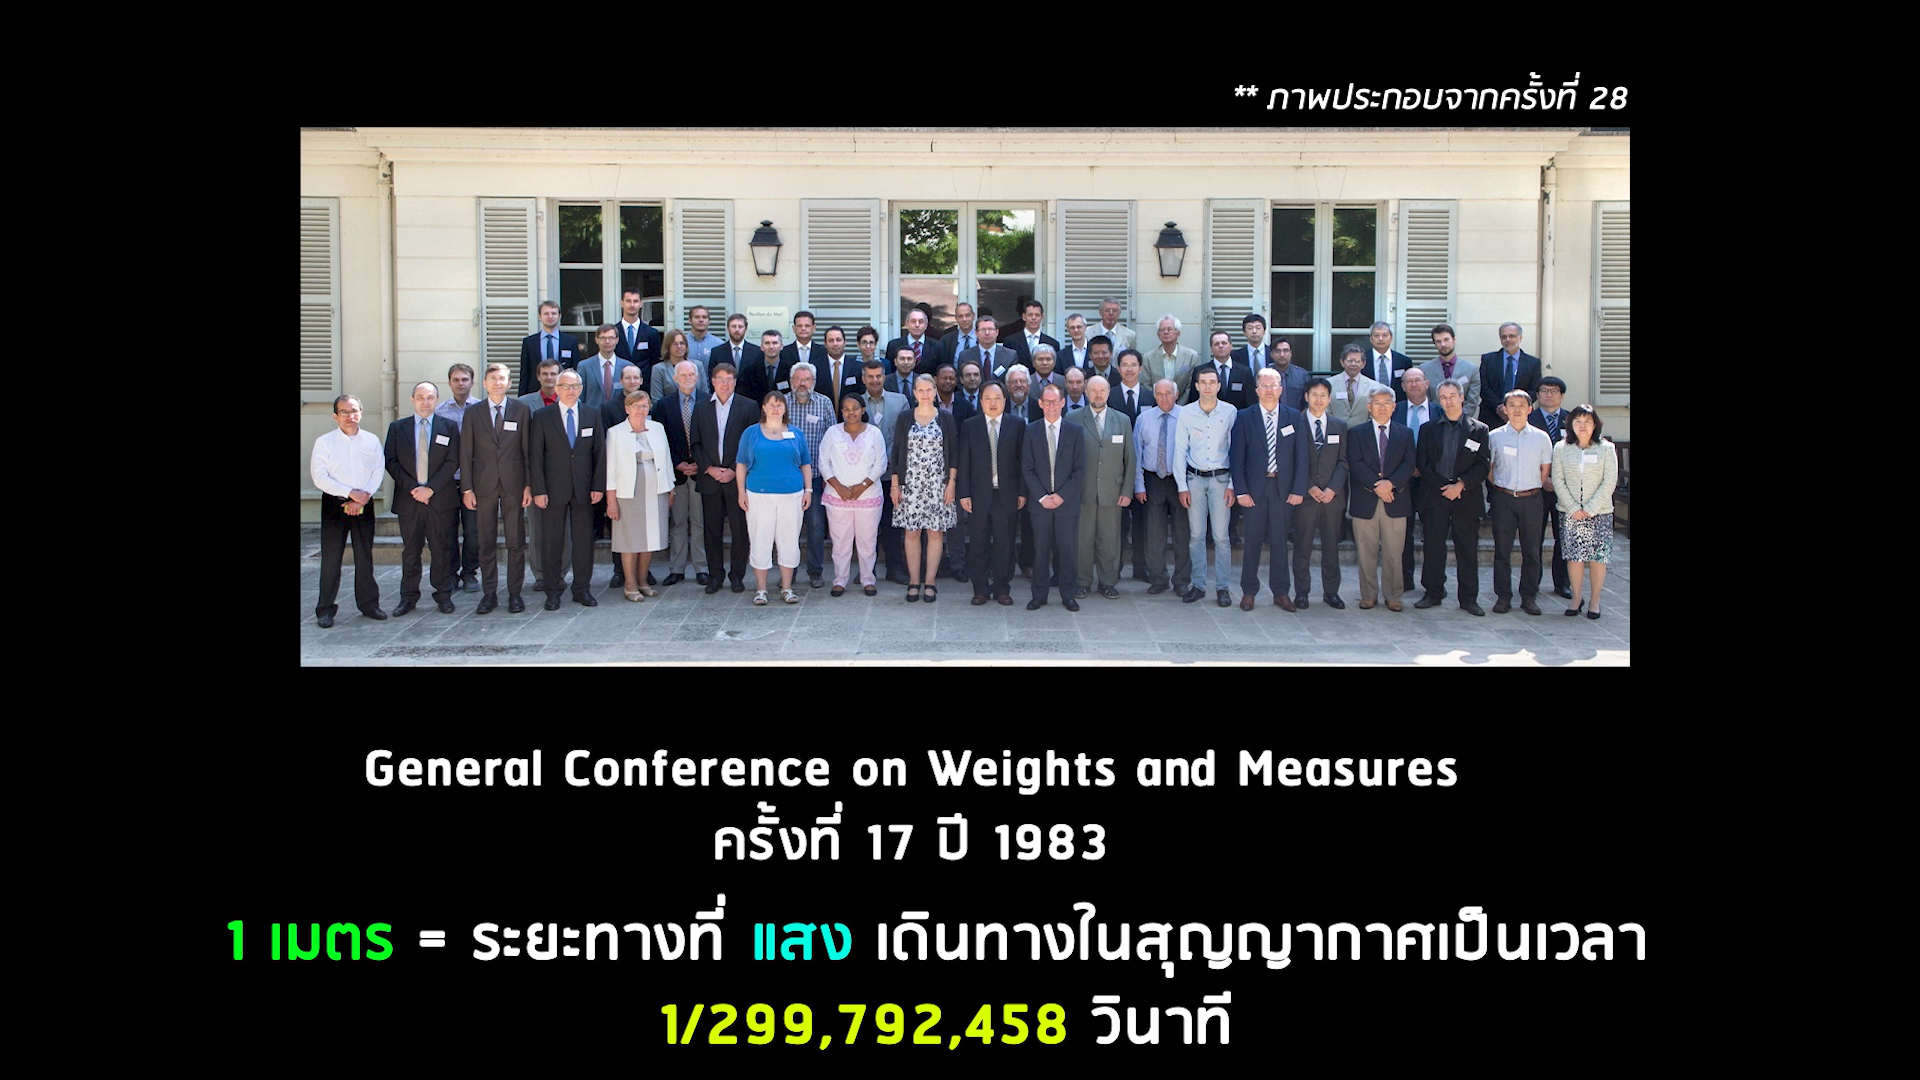 ** ภาพประกอบจากครั้งที่ 28
Pavillon du Mail
General Conference on Weights and Measures
ครั้งที่ 17 ปี 1983
1 เมตร = ระยะทางที่ แสง เดินทางในสุญญากาศเป็นเวลา
1/299,792,458 วินาที